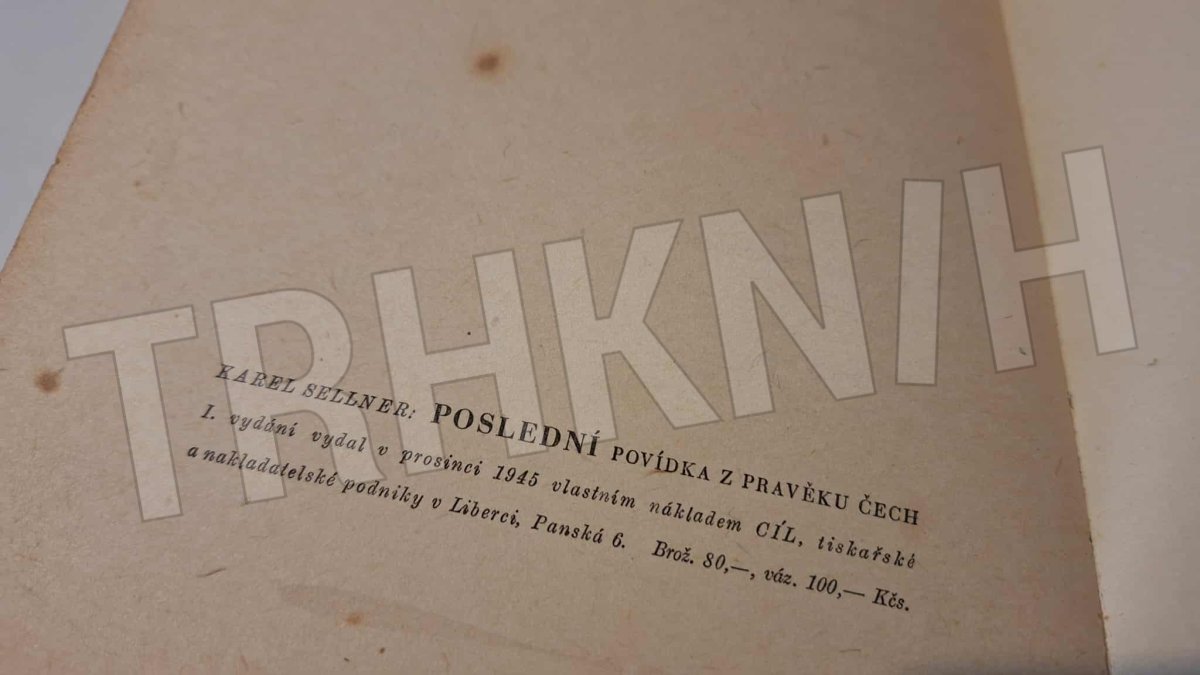 TRHKNIH
KAREL SELLNER: POSLEDNÍ POVÍDKA Z PRAVĚKU ČECH
I. vydání vydal v prosinci 1945 vlastním nákladem CÍL, tiskařské
a nakladatelské podniky v Liberci, Panská 6. Brož. 80,—, váz. 100,— Kčs.